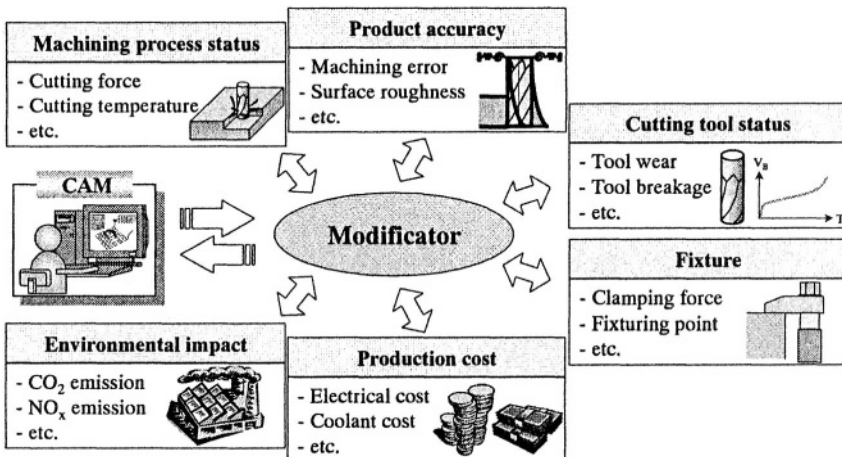 Machining process status
- Cutting force
- Cutting temperature
- etc.
Product accuracy
- Machining error
- Surface roughness
- etc.
Cutting tool status
- Tool wear
- Tool breakage
- etc.
V_B
T
CAM
Modificator
Fixture
- Clamping force
- Fixturing point
- etc.
Environmental impact
- CO₂ emission
- NOₓ emission
- etc.
Production cost
- Electrical cost
- Coolant cost
- etc.